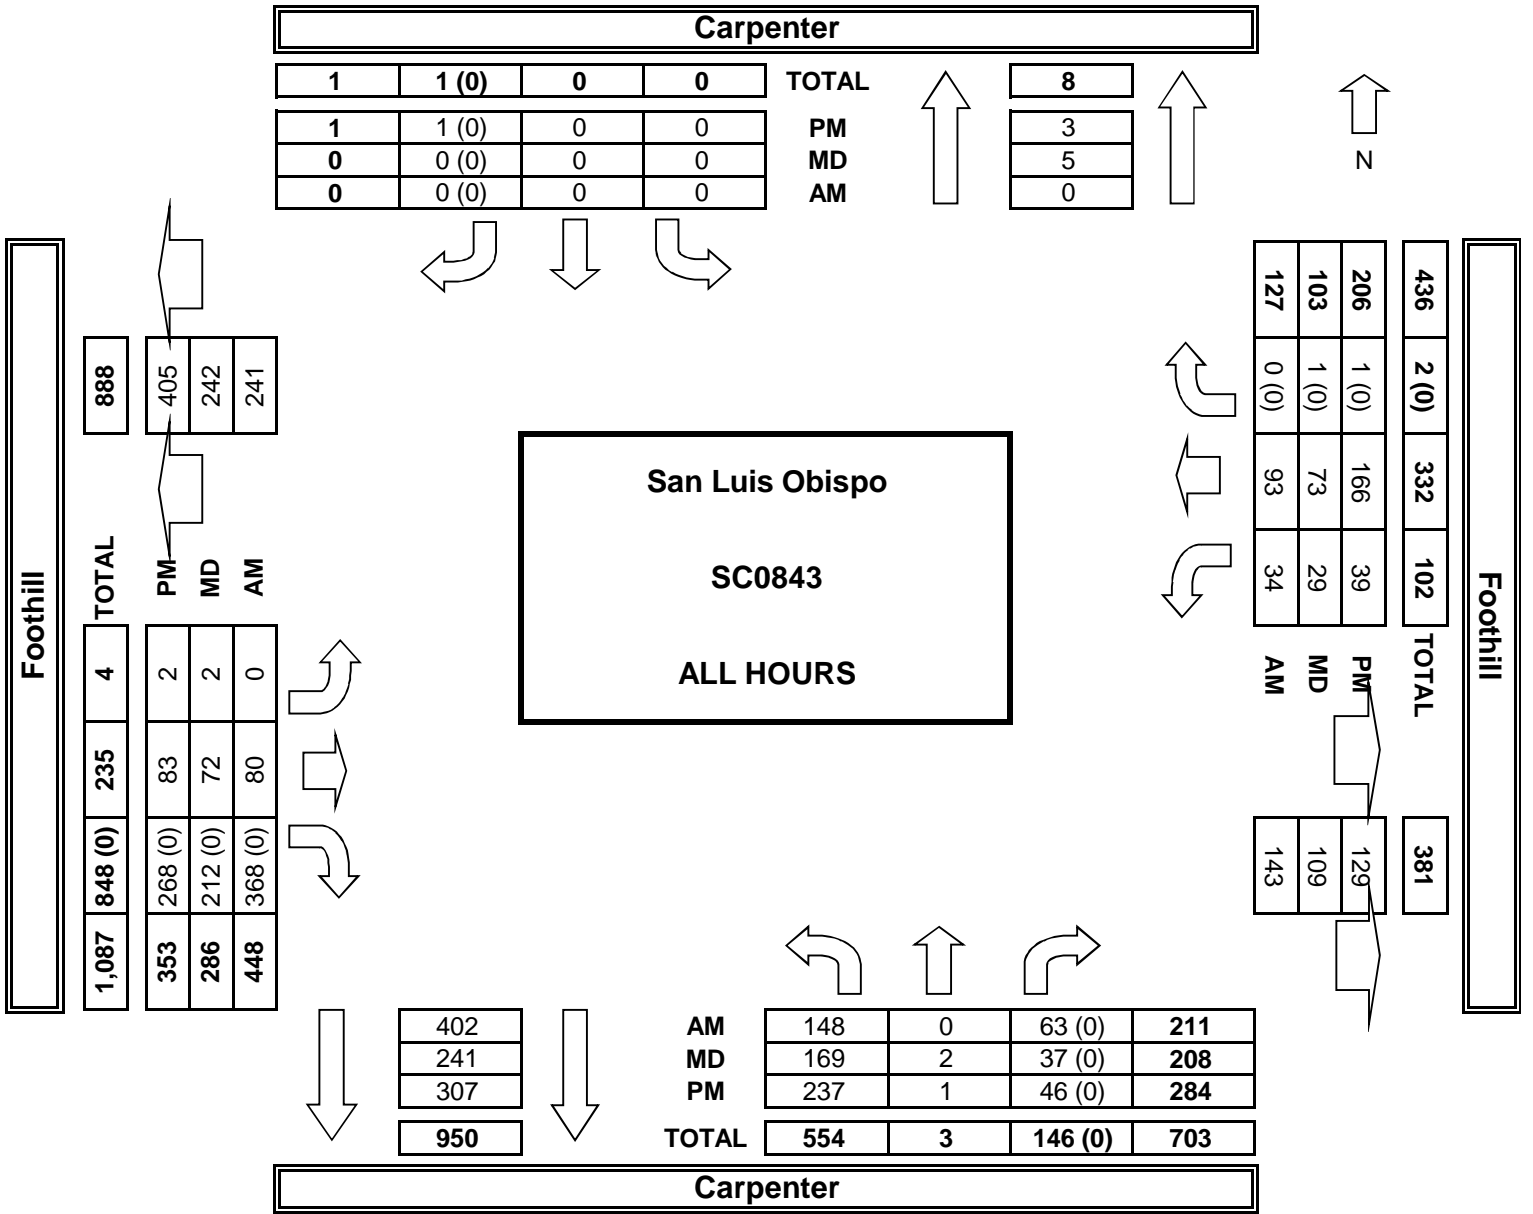 Carpenter
1 1 (0) 0 0 TOTAL 8
1 1 (0) 0 0 PM 3
0 0 (0) 0 0 MD 5
0 0 (0) 0 0 AM 0
N
Foothill
888
405
242
241
TOTAL
PM
MD
AM
4
2
2
0
235
83
72
80
848 (0)
268 (0)
212 (0)
368 (0)
1,087
353
286
448
San Luis Obispo
SC0843
ALL HOURS
127
103
206
436
0 (0)
1 (0)
1 (0)
2 (0)
93
73
166
332
34
29
39
102
AM
MD
PM
TOTAL
143
109
129
381
Foothill
402 AM 148 0 63 (0) 211
241 MD 169 2 37 (0) 208
307 PM 237 1 46 (0) 284
950 TOTAL 554 3 146 (0) 703
Carpenter